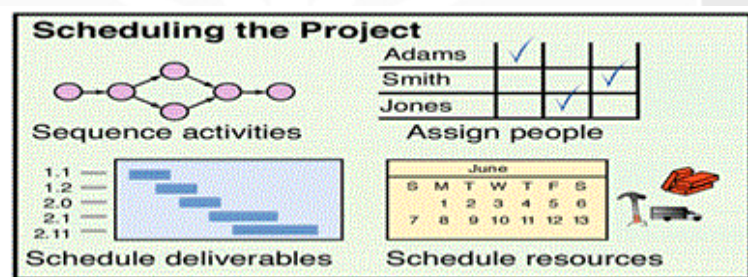 Scheduling the Project
Adams
Smith
Jones
Sequence activities
Assign people
1.1
1.2
2.0
2.1
2.11
Schedule deliverables
June
S M T W T F S
1 2 3 4 5 6
7 8 9 10 11 12 13
Schedule resources